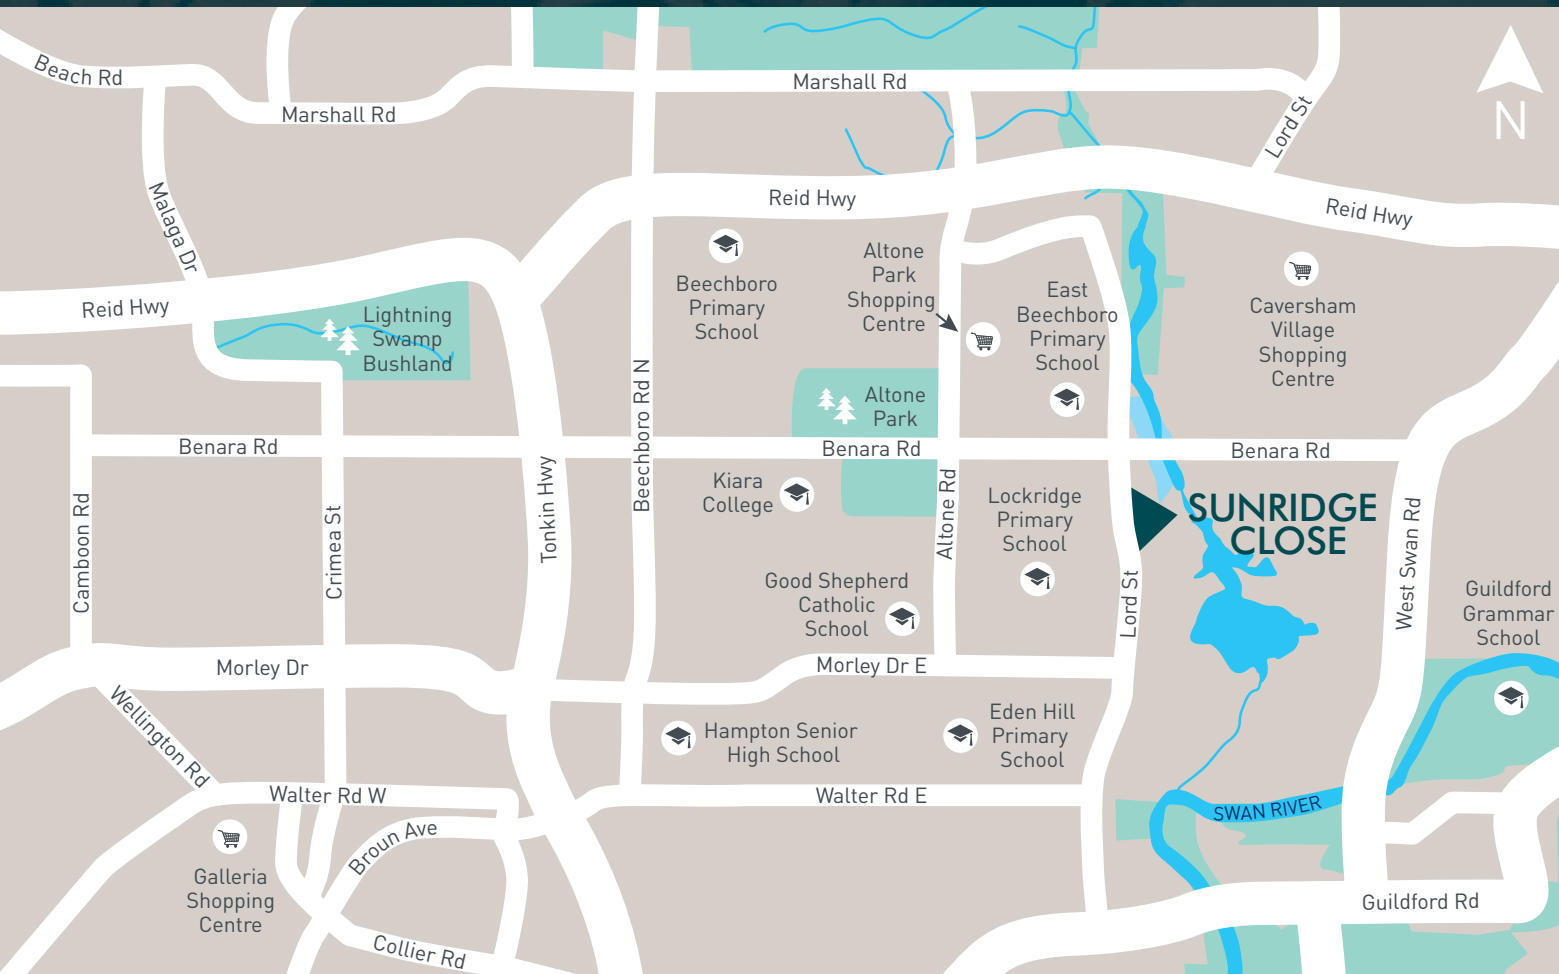 Beach Rd
Marshall Rd
Marshall Rd
Lord St
N
Malaga Dr
Reid Hwy
Reid Hwy
Reid Hwy
Lightning
Swamp
Bushland
Beechboro
Primary
School
Altone
Park
Shopping
Centre
East
Beechboro
Primary
School
Caversham
Village
Shopping
Centre
Altone
Park
Benara Rd
Benara Rd
Benara Rd
Camboon Rd
Crimea St
Tonkin Hwy
Beechboro Rd N
Kiara
College
Altone Rd
Lockridge
Primary
School
SUNRIDGE
CLOSE
West Swan Rd
Good Shepherd
Catholic
School
Lord St
Guildford
Grammar
School
Morley Dr
Morley Dr E
Wellington Rd
Hampton Senior
High School
Eden Hill
Primary
School
Walter Rd W
Walter Rd E
SWAN RIVER
Broun Ave
Galleria
Shopping
Centre
Collier Rd
Guildford Rd